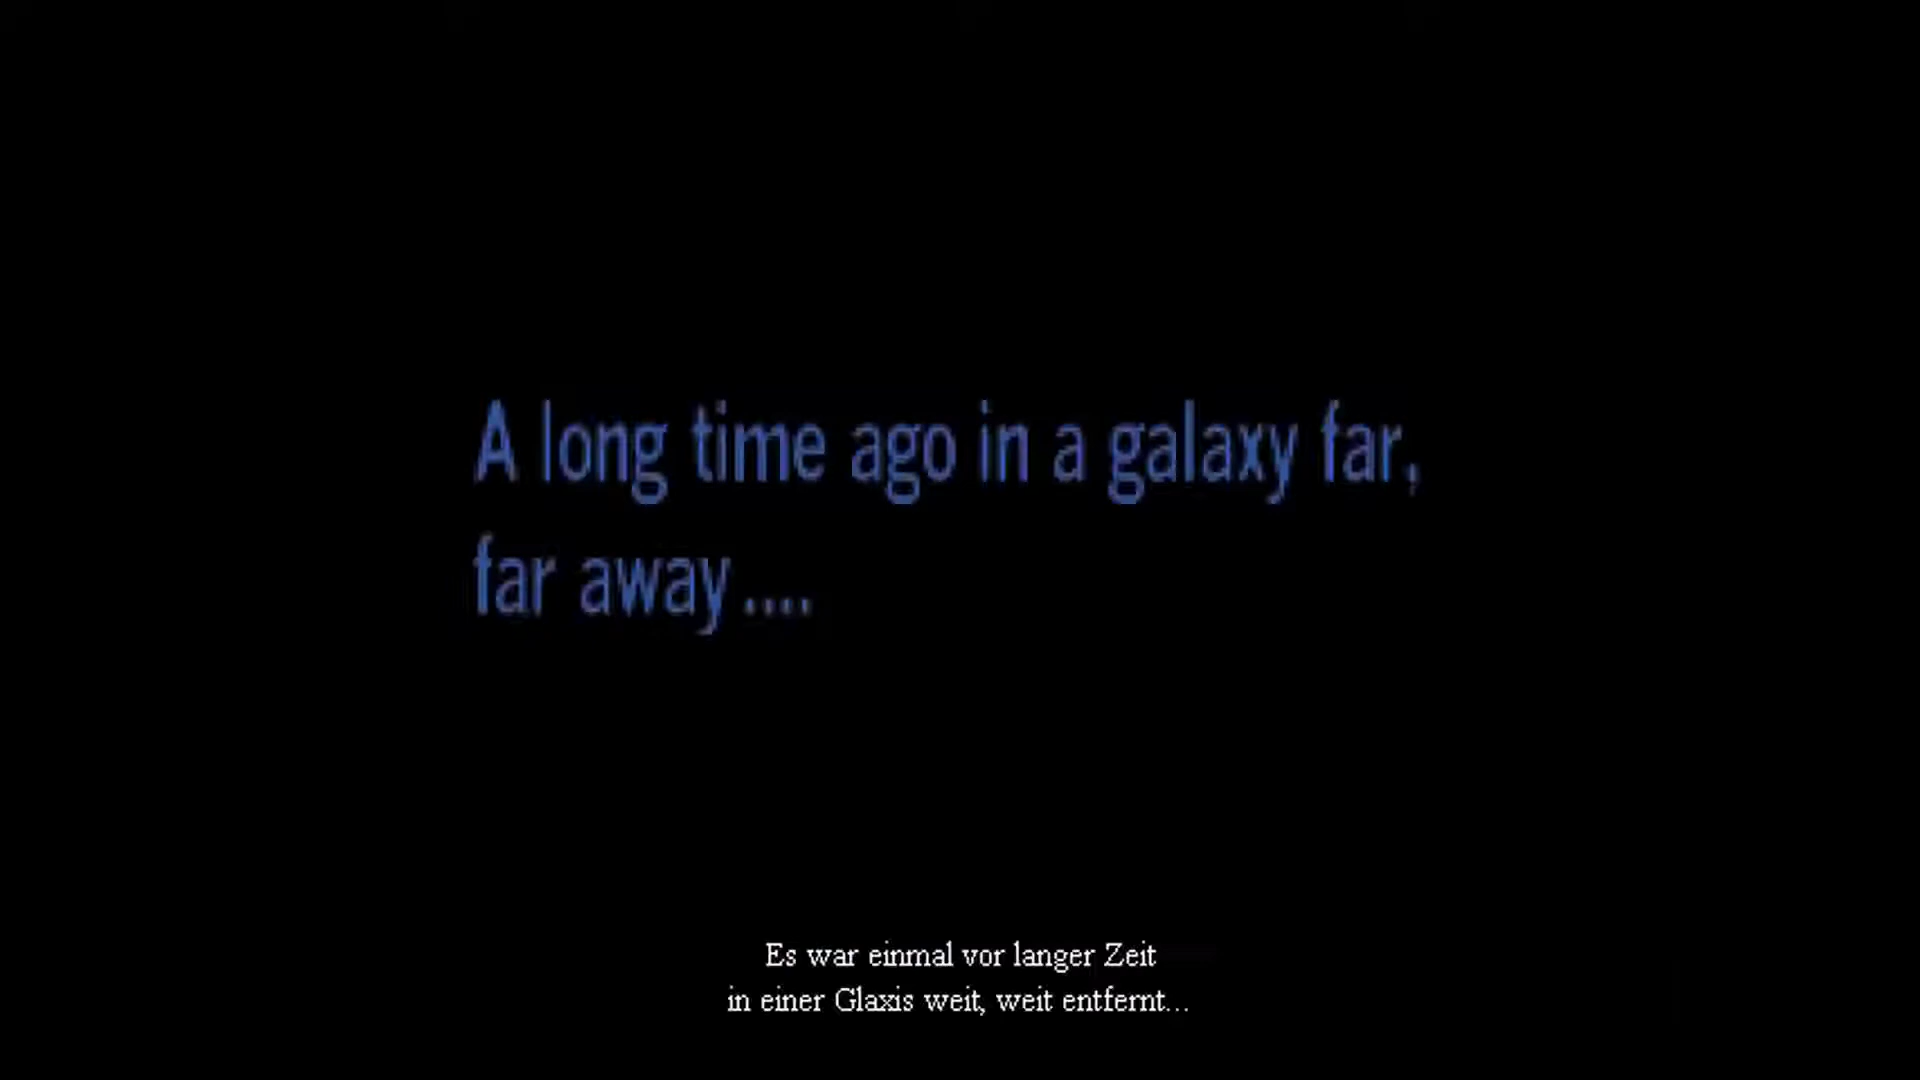 A long time ago in a galaxy far,
far away....
Es war einmal vor langer Zeit
in einer Glaxis weit, weit entfernt...